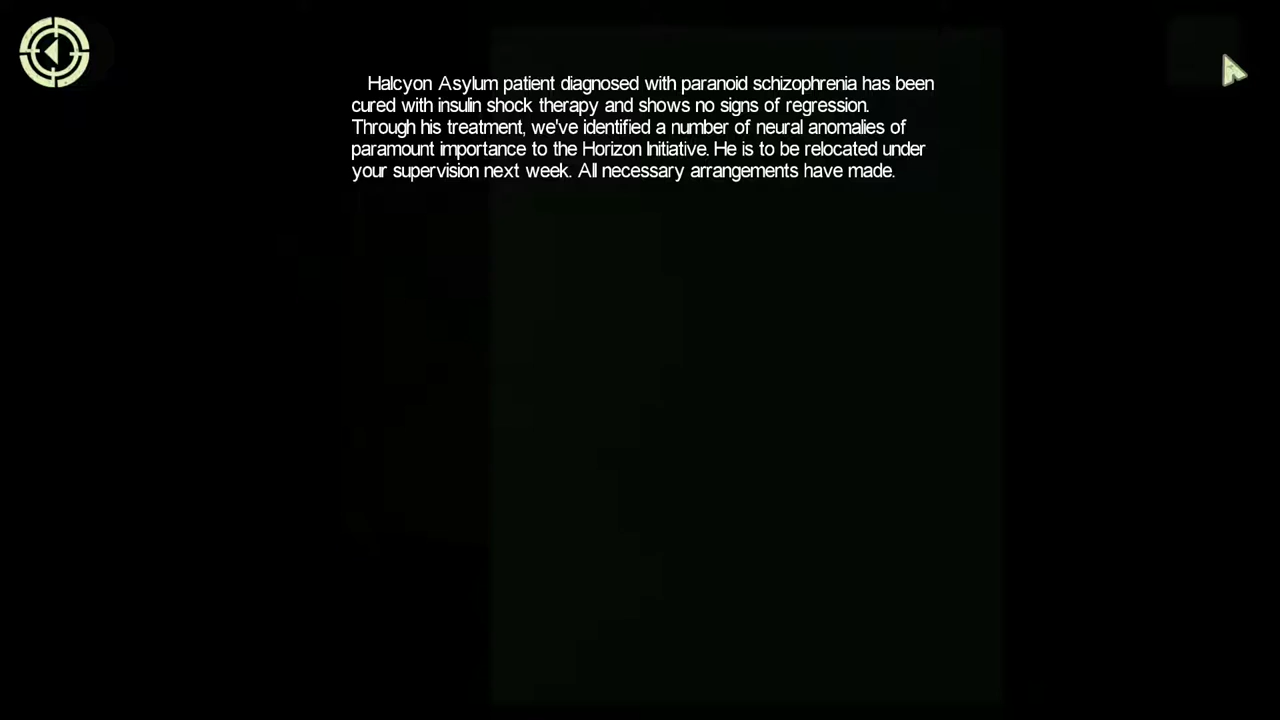 Halcyon Asylum patient diagnosed with paranoid schizophrenia has been
cured with insulin shock therapy and shows no signs of regression.
Through his treatment, we've identified a number of neural anomalies of
paramount importance to the Horizon Initiative. He is to be relocated under
your supervision next week. All necessary arrangements have made.